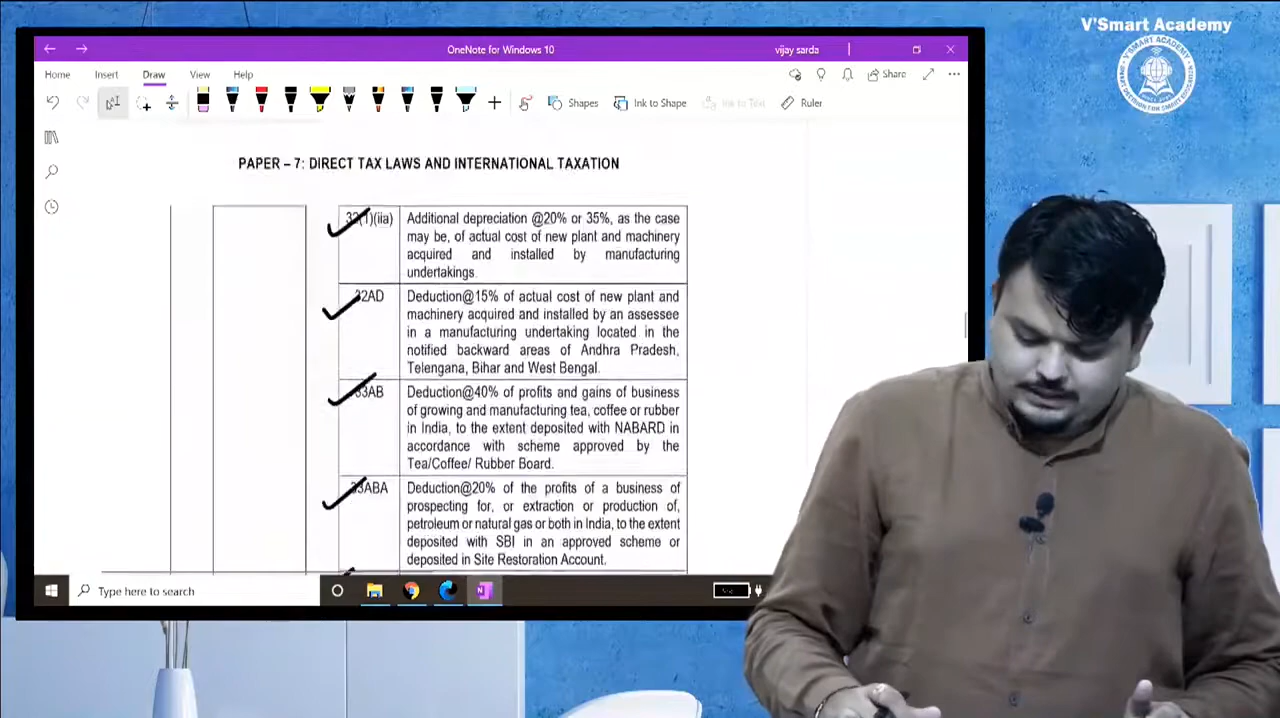 V'Smart Academy
OneNote for Windows 10
vijay sarda
Home Insert Draw View Help
Share
Shapes
Ink to Shape
Ink to Text
Ruler
PAPER – 7: DIRECT TAX LAWS AND INTERNATIONAL TAXATION
32(1)(iia) Additional depreciation @20% or 35%, as the case
may be, of actual cost of new plant and machinery
acquired and installed by manufacturing
undertakings.
32AD Deduction@15% of actual cost of new plant and
machinery acquired and installed by an assessee
in a manufacturing undertaking located in the
notified backward areas of Andhra Pradesh,
Telengana, Bihar and West Bengal.
33AB Deduction@40% of profits and gains of business
of growing and manufacturing tea, coffee or rubber
in India, to the extent deposited with NABARD in
accordance with scheme approved by the
Tea/Coffee/ Rubber Board.
33ABA Deduction@20% of the profits of a business of
prospecting for, or extraction or production of,
petroleum or natural gas or both in India, to the extent
deposited with SBI in an approved scheme or
deposited in Site Restoration Account.
Type here to search